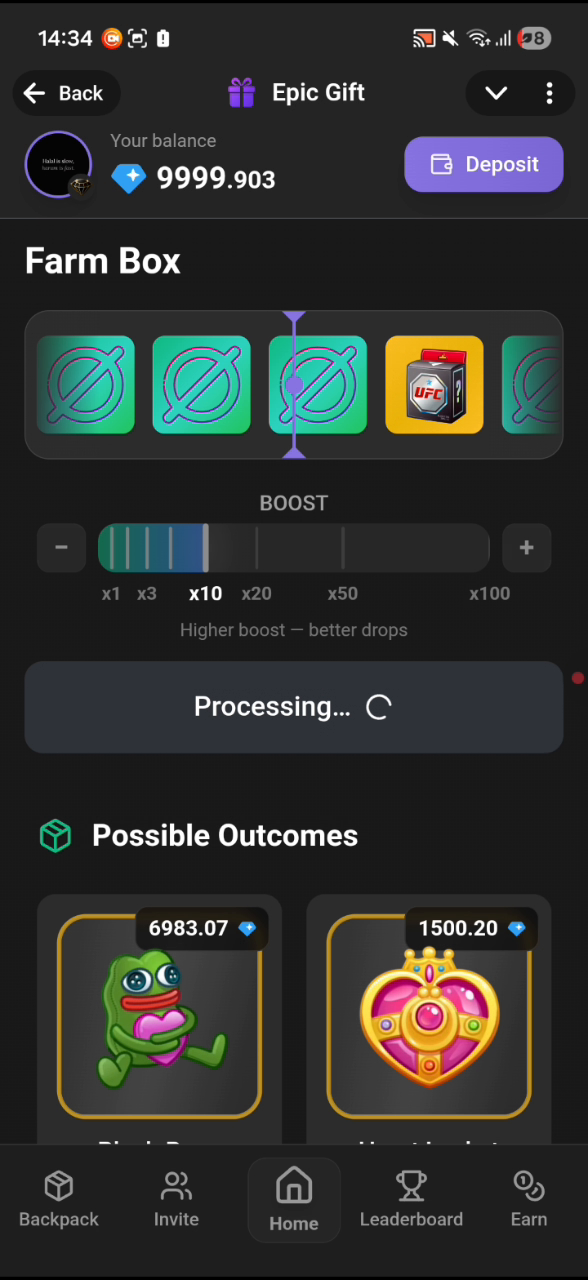 14:34
8
Back
Epic Gift
Your balance
9999.903
Deposit
Farm Box
UFC
?
BOOST
−
+
x1 x3 x10 x20 x50 x100
Higher boost — better drops
Processing...
Possible Outcomes
6983.07
1500.20
Backpack
Invite
Home
Leaderboard
Earn